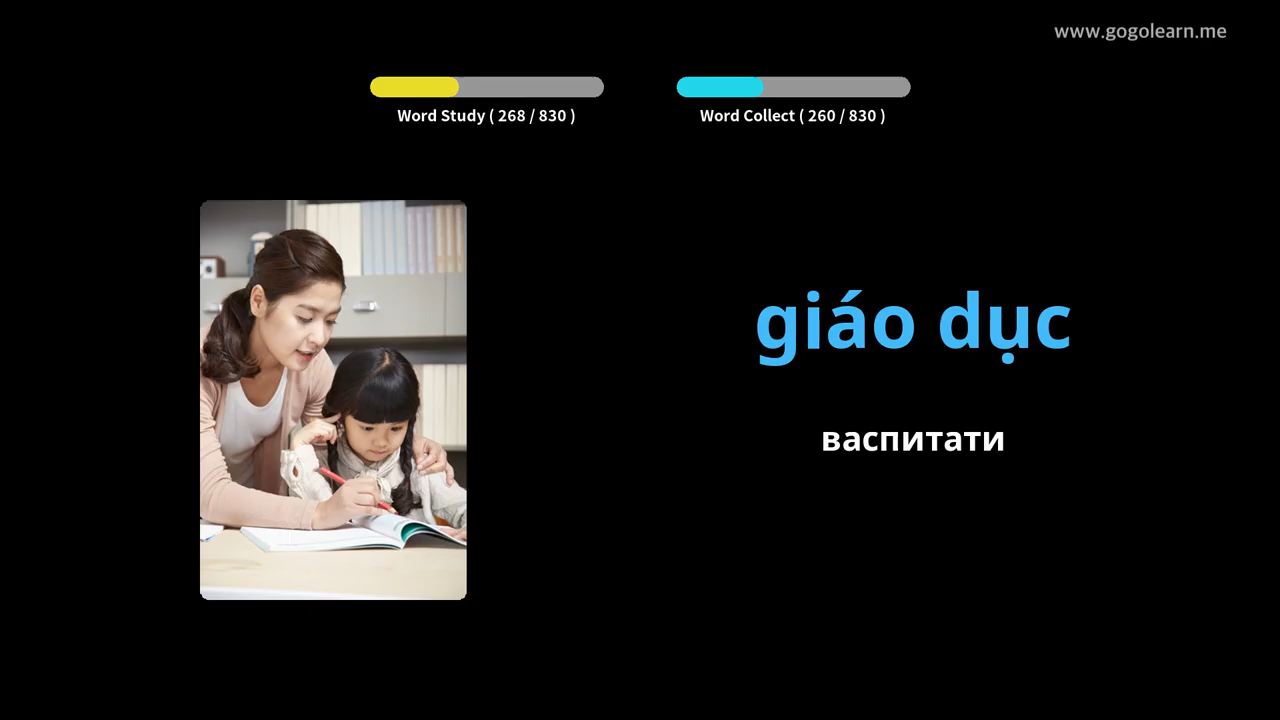 www.gogolearn.me
Word Study ( 268 / 830 )
Word Collect ( 260 / 830 )
giáo dục
васпитати